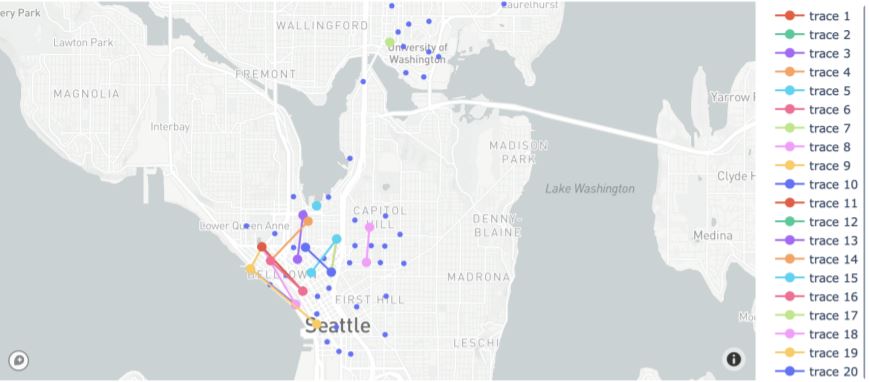 ery Park
Lawton Park
WALLINGFORD
Laurelhurst
University of
Washington
FREMONT
MAGNOLIA
Interbay
Yarrow
MADISON
PARK
Clyde H
Lake Washington
Lower Queen Anne
CAPITOL
HILL
DENNY-
BLAINE
Medina
BELLTOWN
MADRONA
FIRST HILL
Seattle
LESCHI
trace 1
trace 2
trace 3
trace 4
trace 5
trace 6
trace 7
trace 8
trace 9
trace 10
trace 11
trace 12
trace 13
trace 14
trace 15
trace 16
trace 17
trace 18
trace 19
trace 20